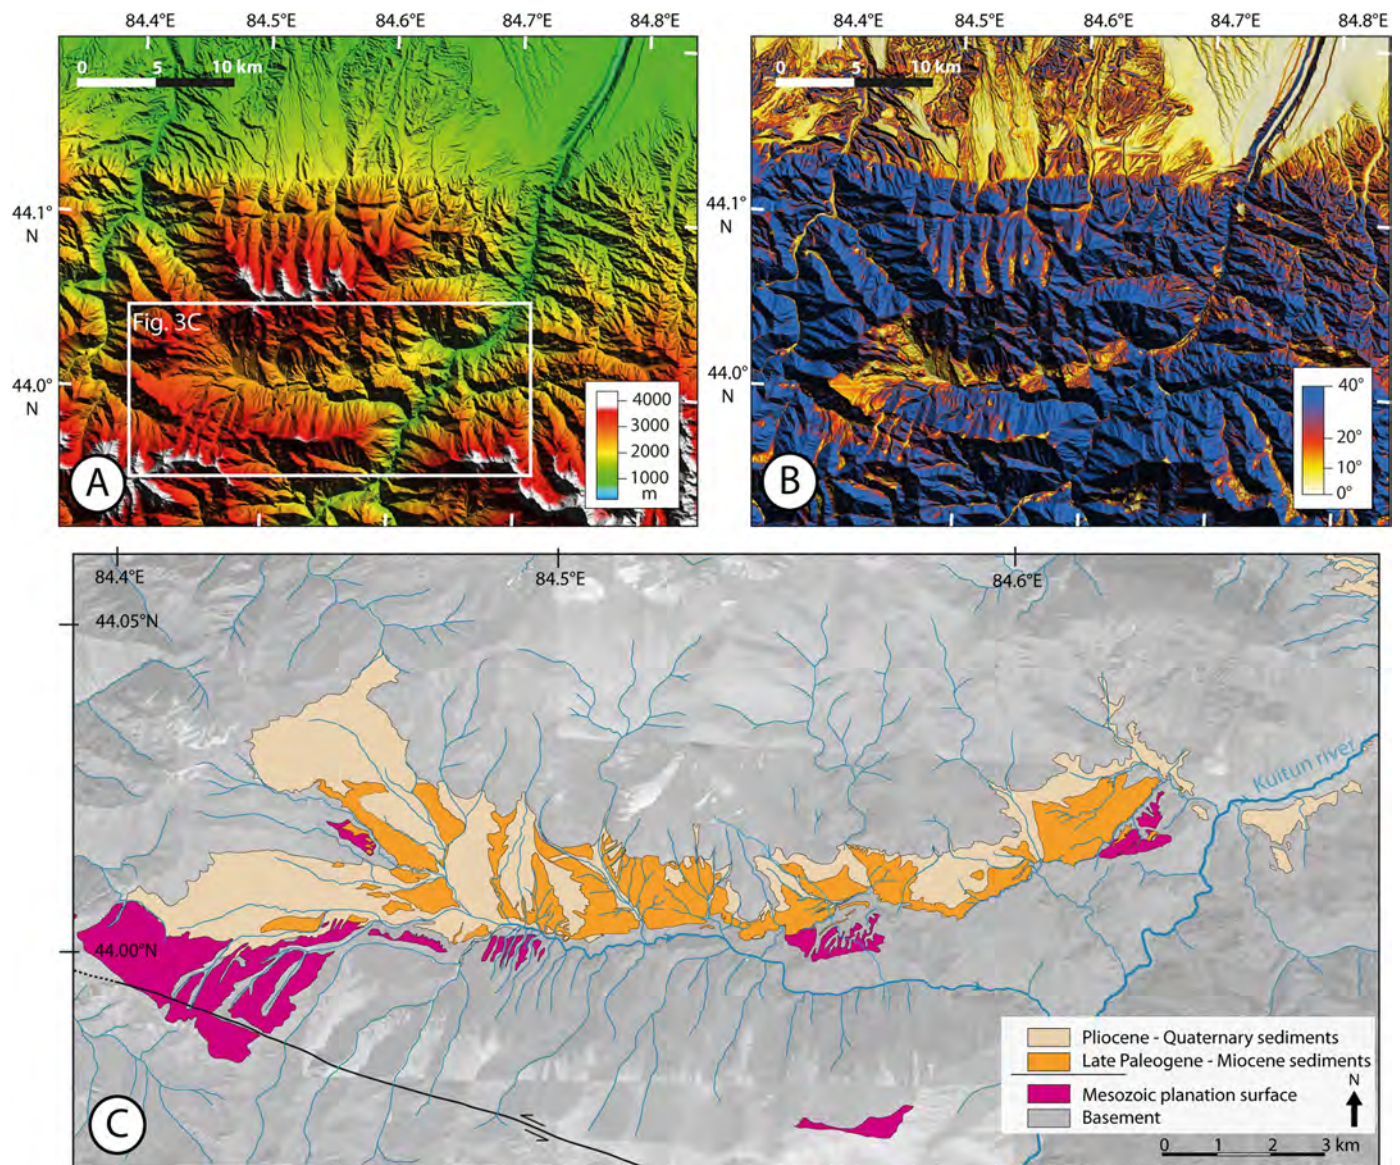 84.4°E 84.5°E 84.6°E 84.7°E 84.8°E
0 5 10 km
44.1°
N
Fig. 3C
44.0°
N
4000
3000
2000
1000
m
A
84.4°E 84.5°E 84.6°E 84.7°E 84.8°E
0 5 10 km
44.1°
N
44.0°
N
40°
20°
10°
0°
B
84.4°E 84.5°E 84.6°E
44.05°N
Kuitun river
44.00°N
Pliocene - Quaternary sediments
Late Paleogene - Miocene sediments
Mesozoic planation surface
Basement
N
0 1 2 3 km
C